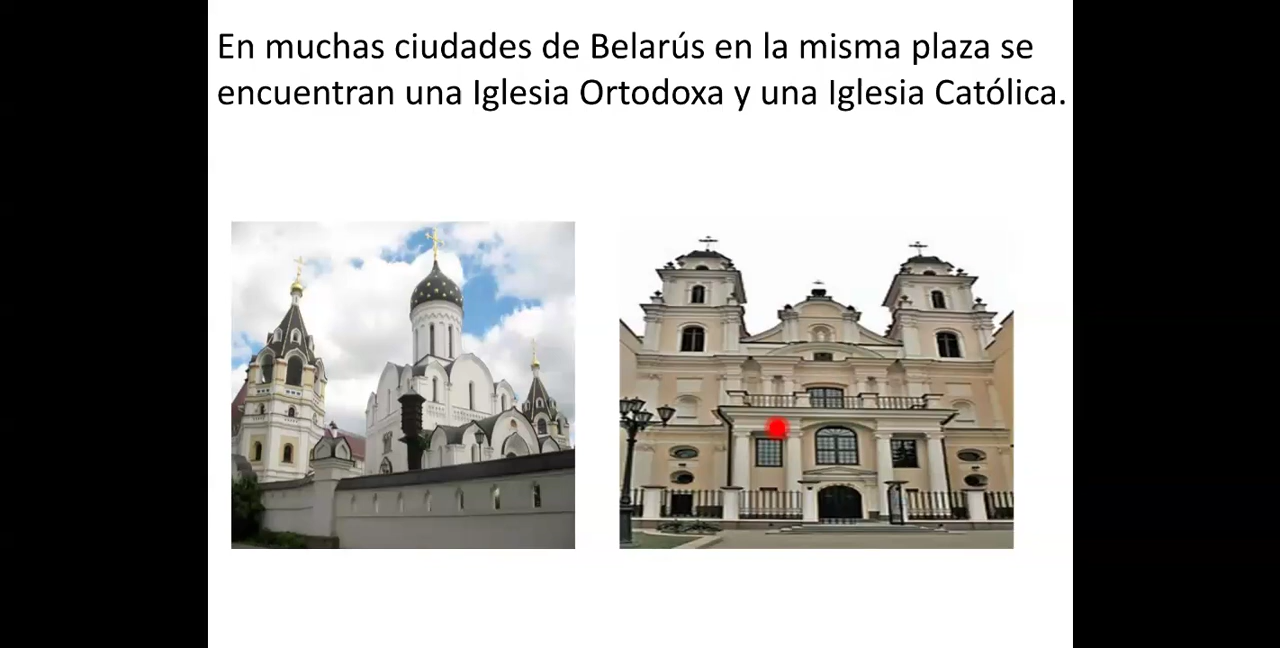 En muchas ciudades de Belarús en la misma plaza se
encuentran una Iglesia Ortodoxa y una Iglesia Católica.